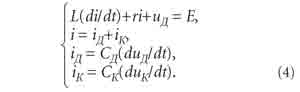 L(di/dt)+ri+uД = E,
i = iД+iК,
iД = CД(duД/dt),
iК = CК(duК/dt). (4)